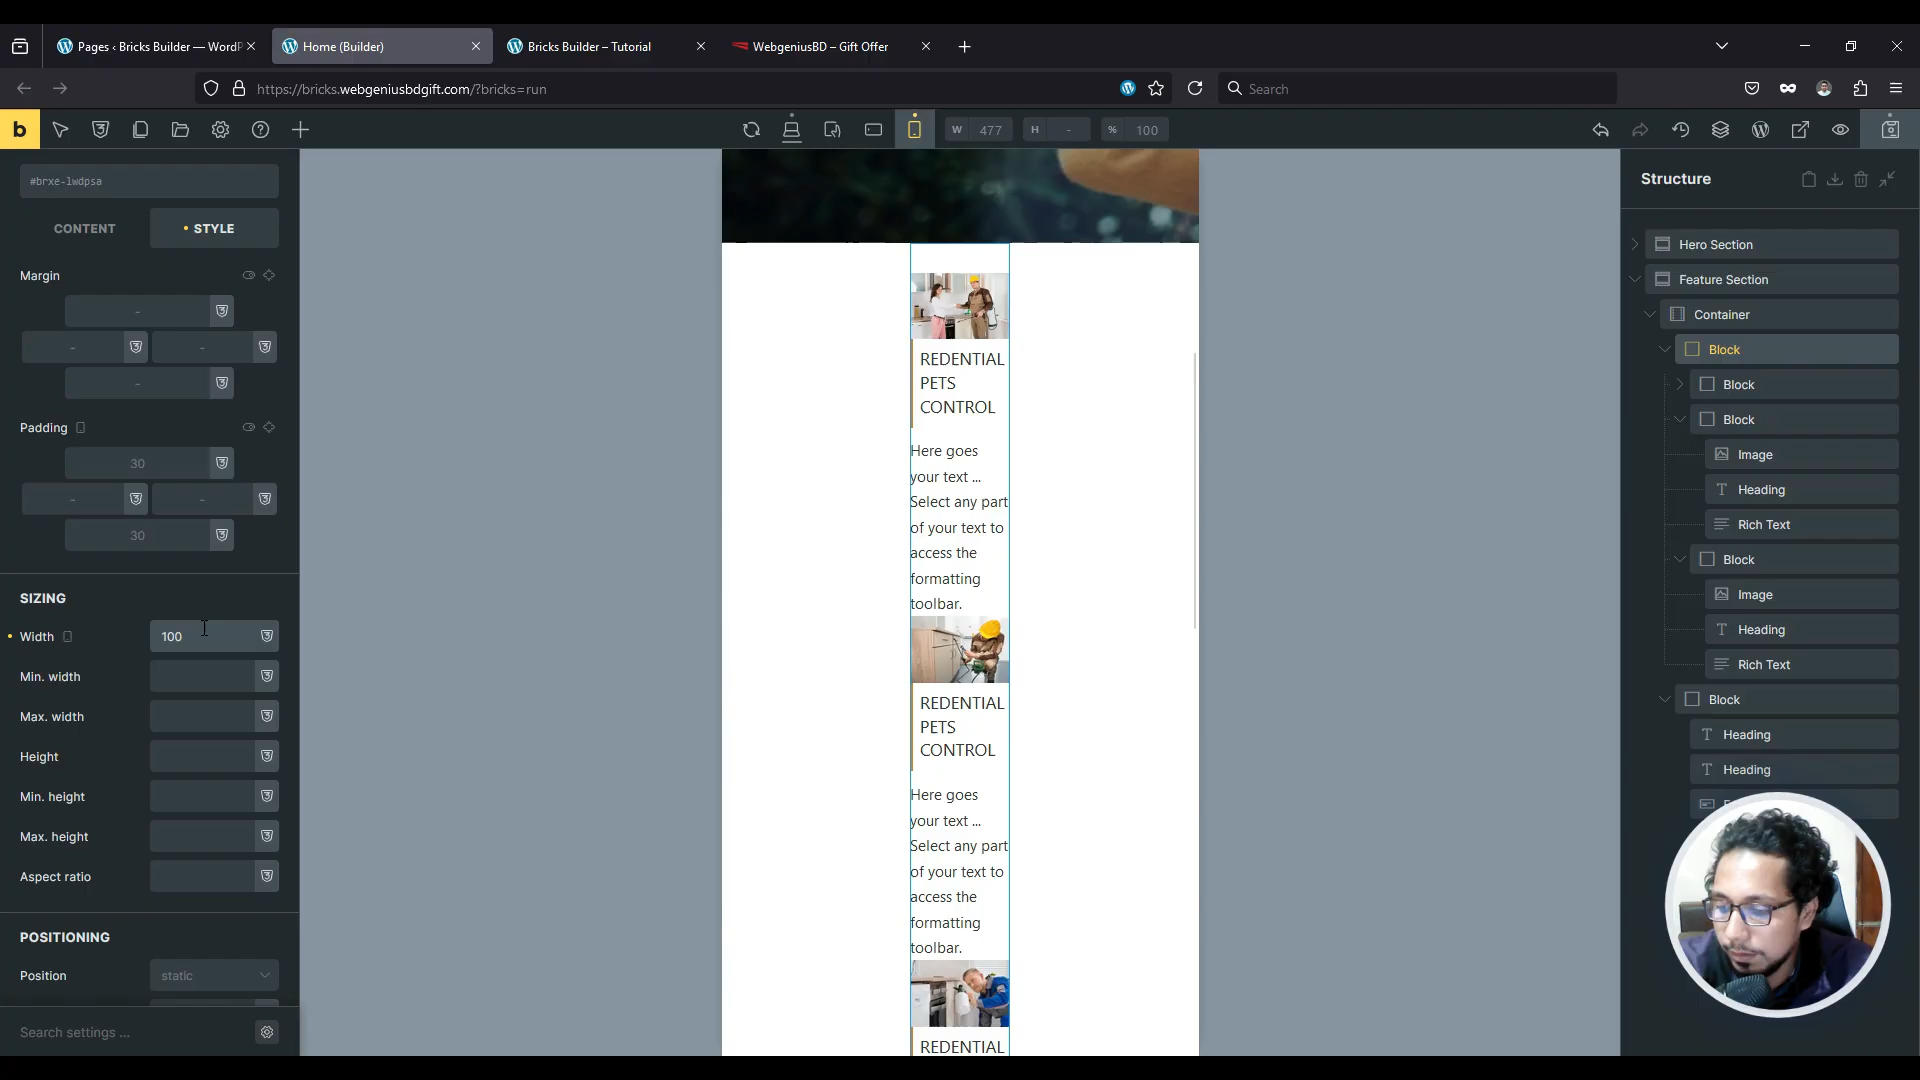 Pages ‹ Bricks Builder — WordP
Home (Builder)
Bricks Builder – Tutorial
WebgeniusBD – Gift Offer
https://bricks.webgeniusbdgift.com/?bricks=run
Search
b
W 477
H -
% 100
#brxe-lwdpsa
CONTENT
STYLE
Margin
-
- -
-
Padding
30
- -
30
SIZING
Width 100
Min. width
Max. width
Height
Min. height
Max. height
Aspect ratio
POSITIONING
Position static
Search settings ...
REDENTIAL
PETS
CONTROL
Here goes
your text ...
Select any part
of your text to
access the
formatting
toolbar.
REDENTIAL
PETS
CONTROL
Here goes
your text ...
Select any part
of your text to
access the
formatting
toolbar.
REDENTIAL
Structure
Hero Section
Feature Section
Container
Block
Block
Block
Image
Heading
Rich Text
Block
Image
Heading
Rich Text
Block
Heading
Heading